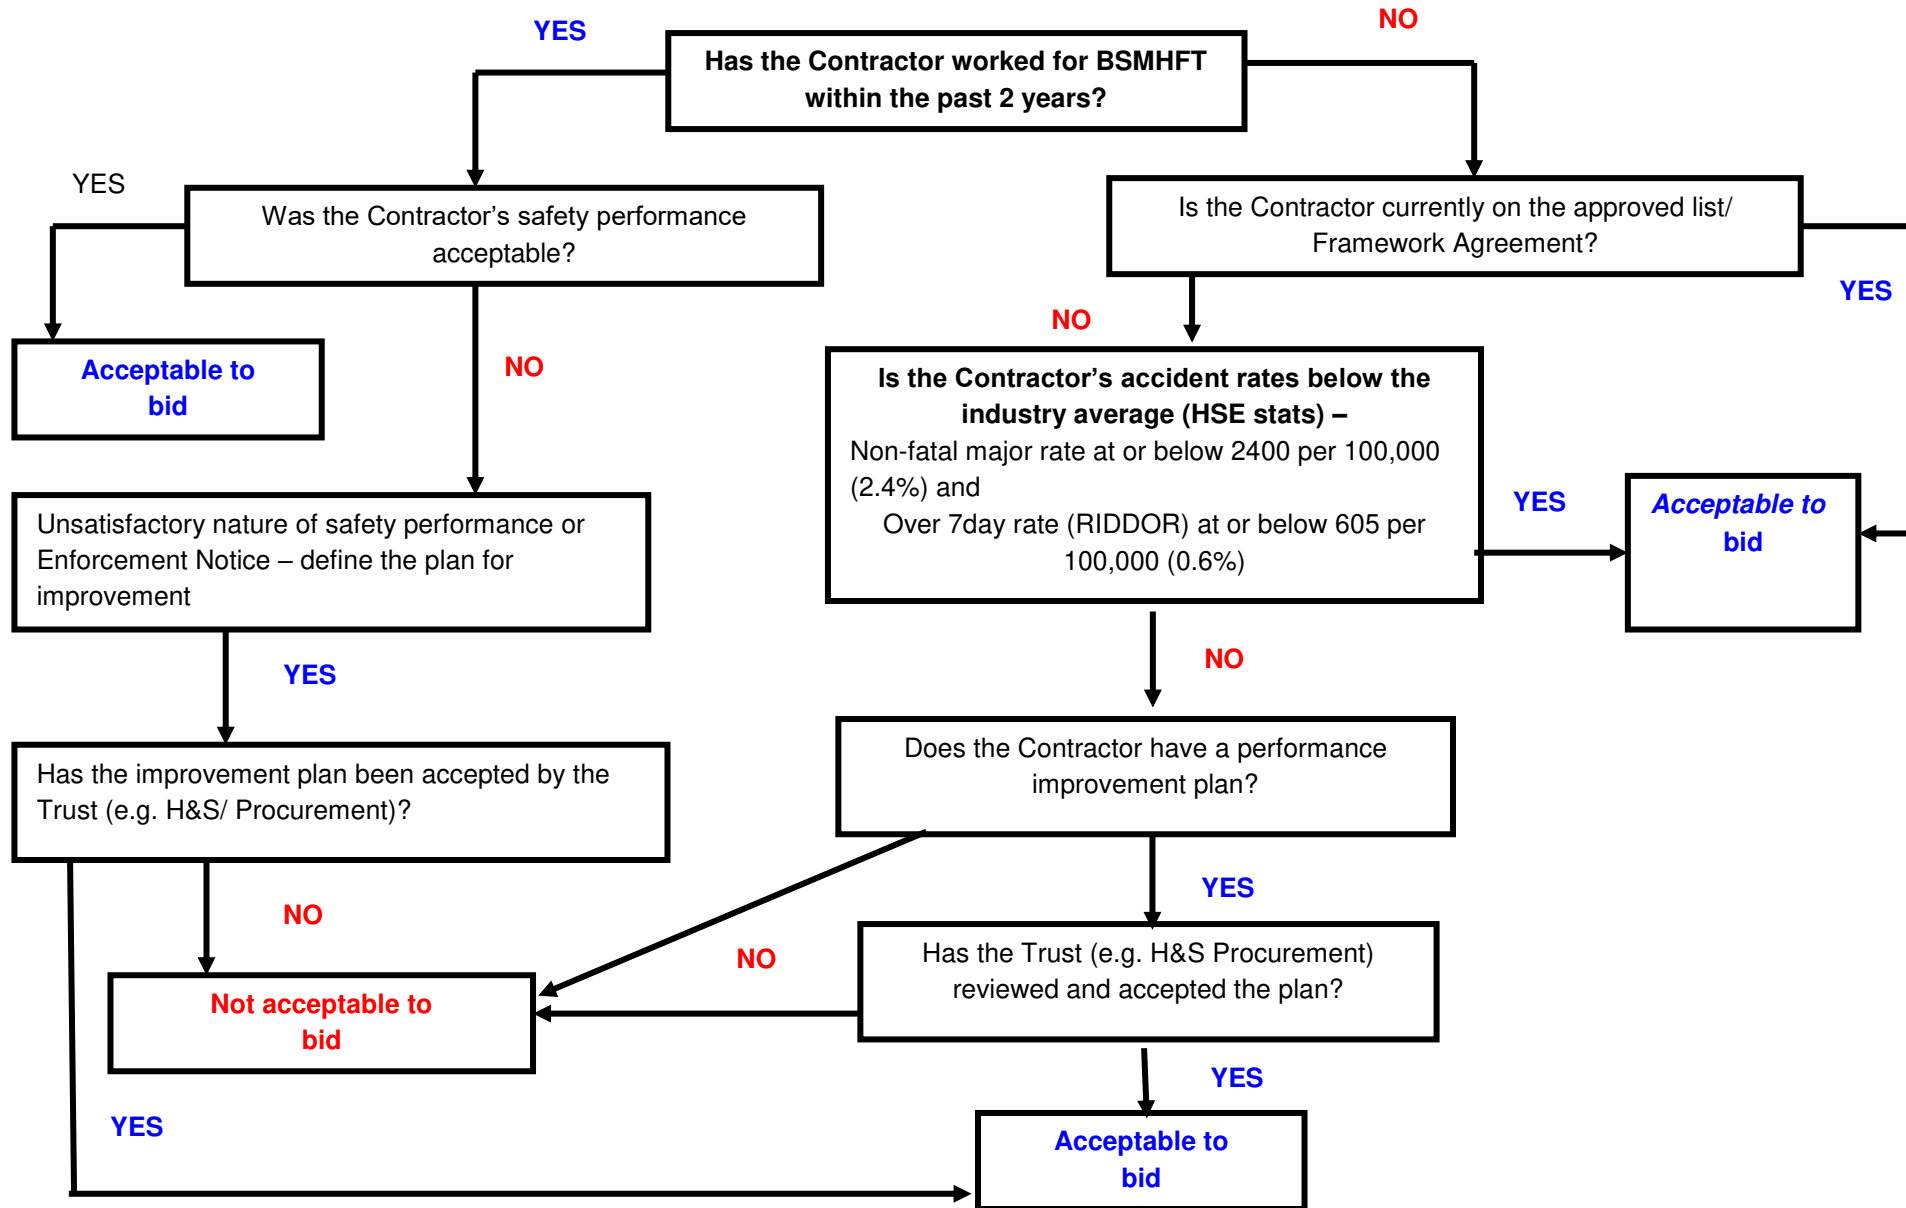 YES
NO
Has the Contractor worked for BSMHFT
within the past 2 years?
YES
Was the Contractor's safety performance
acceptable?
Is the Contractor currently on the approved list/
Framework Agreement?
YES
NO
Acceptable to
bid
NO
Is the Contractor's accident rates below the
industry average (HSE stats) –
Non-fatal major rate at or below 2400 per 100,000
(2.4%) and
Over 7day rate (RIDDOR) at or below 605 per
100,000 (0.6%)
YES
Acceptable to
bid
Unsatisfactory nature of safety performance or
Enforcement Notice – define the plan for
improvement
YES
NO
Has the improvement plan been accepted by the
Trust (e.g. H&S/ Procurement)?
Does the Contractor have a performance
improvement plan?
YES
NO
NO
Has the Trust (e.g. H&S Procurement)
reviewed and accepted the plan?
Not acceptable to
bid
YES
YES
Acceptable to
bid